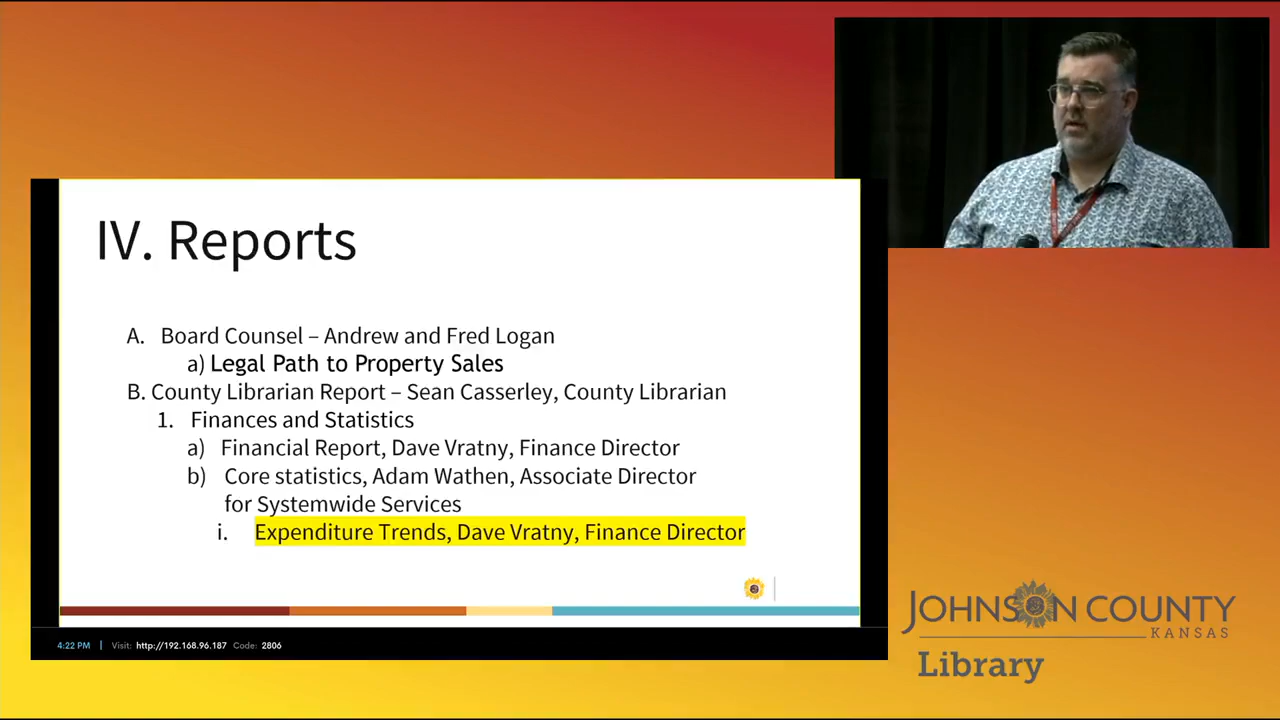 IV. Reports
A. Board Counsel – Andrew and Fred Logan
a) Legal Path to Property Sales
B. County Librarian Report – Sean Casserley, County Librarian
1. Finances and Statistics
a) Financial Report, Dave Vratny, Finance Director
b) Core statistics, Adam Wathen, Associate Director
for Systemwide Services
i. Expenditure Trends, Dave Vratny, Finance Director
4:22 PM | Visit: http://192.168.96.187 Code: 2806
JOHNSON COUNTY
KANSAS
Library